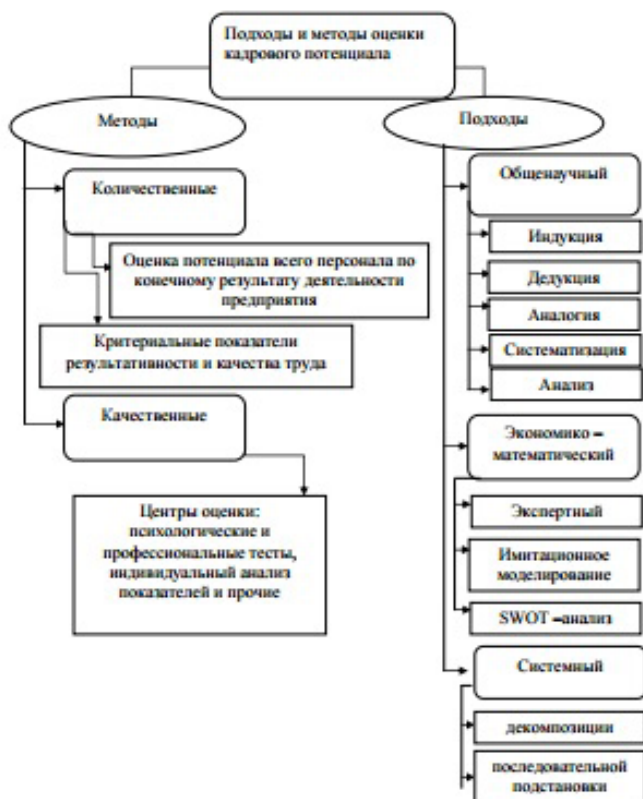 Подходы и методы оценки
кадрового потенциала
Методы
Подходы
Количественные
Оценка потенциала всего персонала по
конечному результату деятельности
предприятия
Критериальные показатели
результативности и качества труда
Качественные
Центры оценки:
психологические и
профессиональные тесты,
индивидуальный анализ
показателей и прочие
Общенаучный
Индукция
Дедукция
Аналогия
Систематизация
Анализ
Экономико –
математический
Экспертный
Имитационное
моделирование
SWOT –анализ
Системный
декомпозиции
последовательной
подстановки